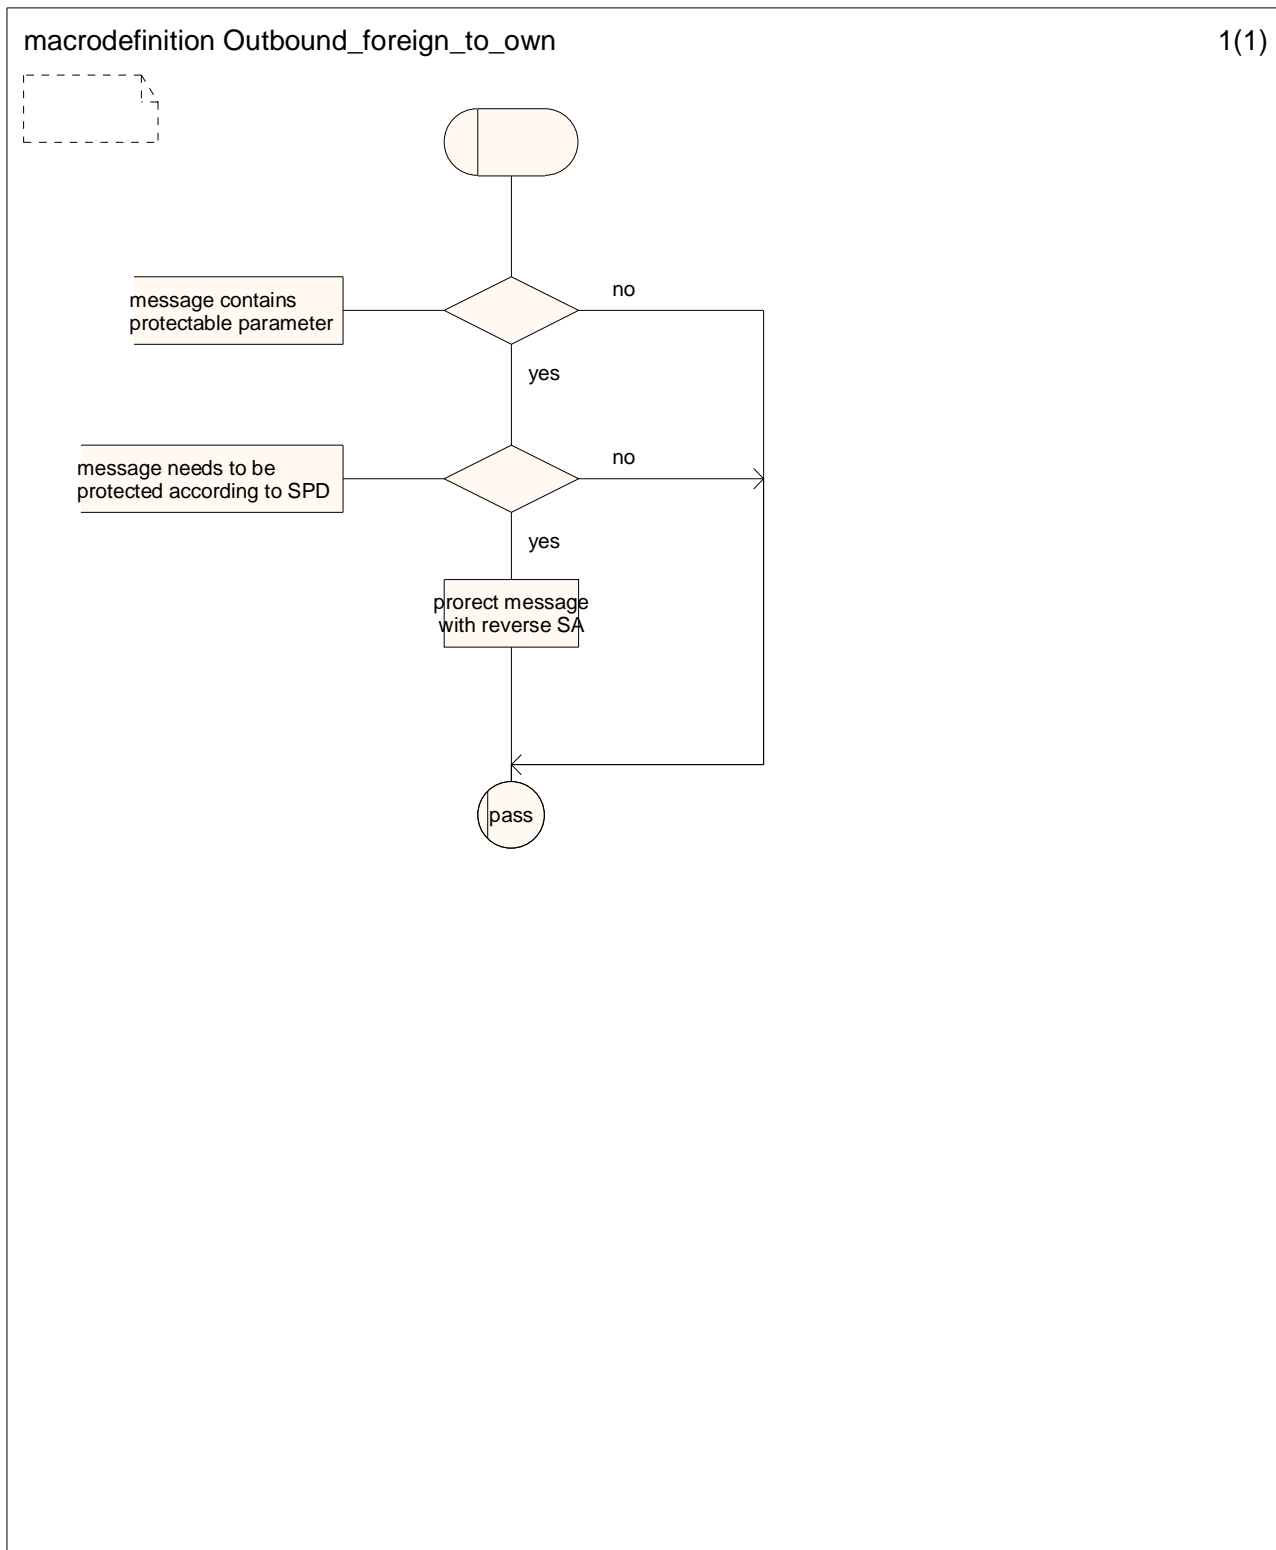 macrodefinition Outbound_foreign_to_own
1(1)
message contains
protectable parameter
no
yes
message needs to be
protected according to SPD
no
yes
prorect message
with reverse SA
pass